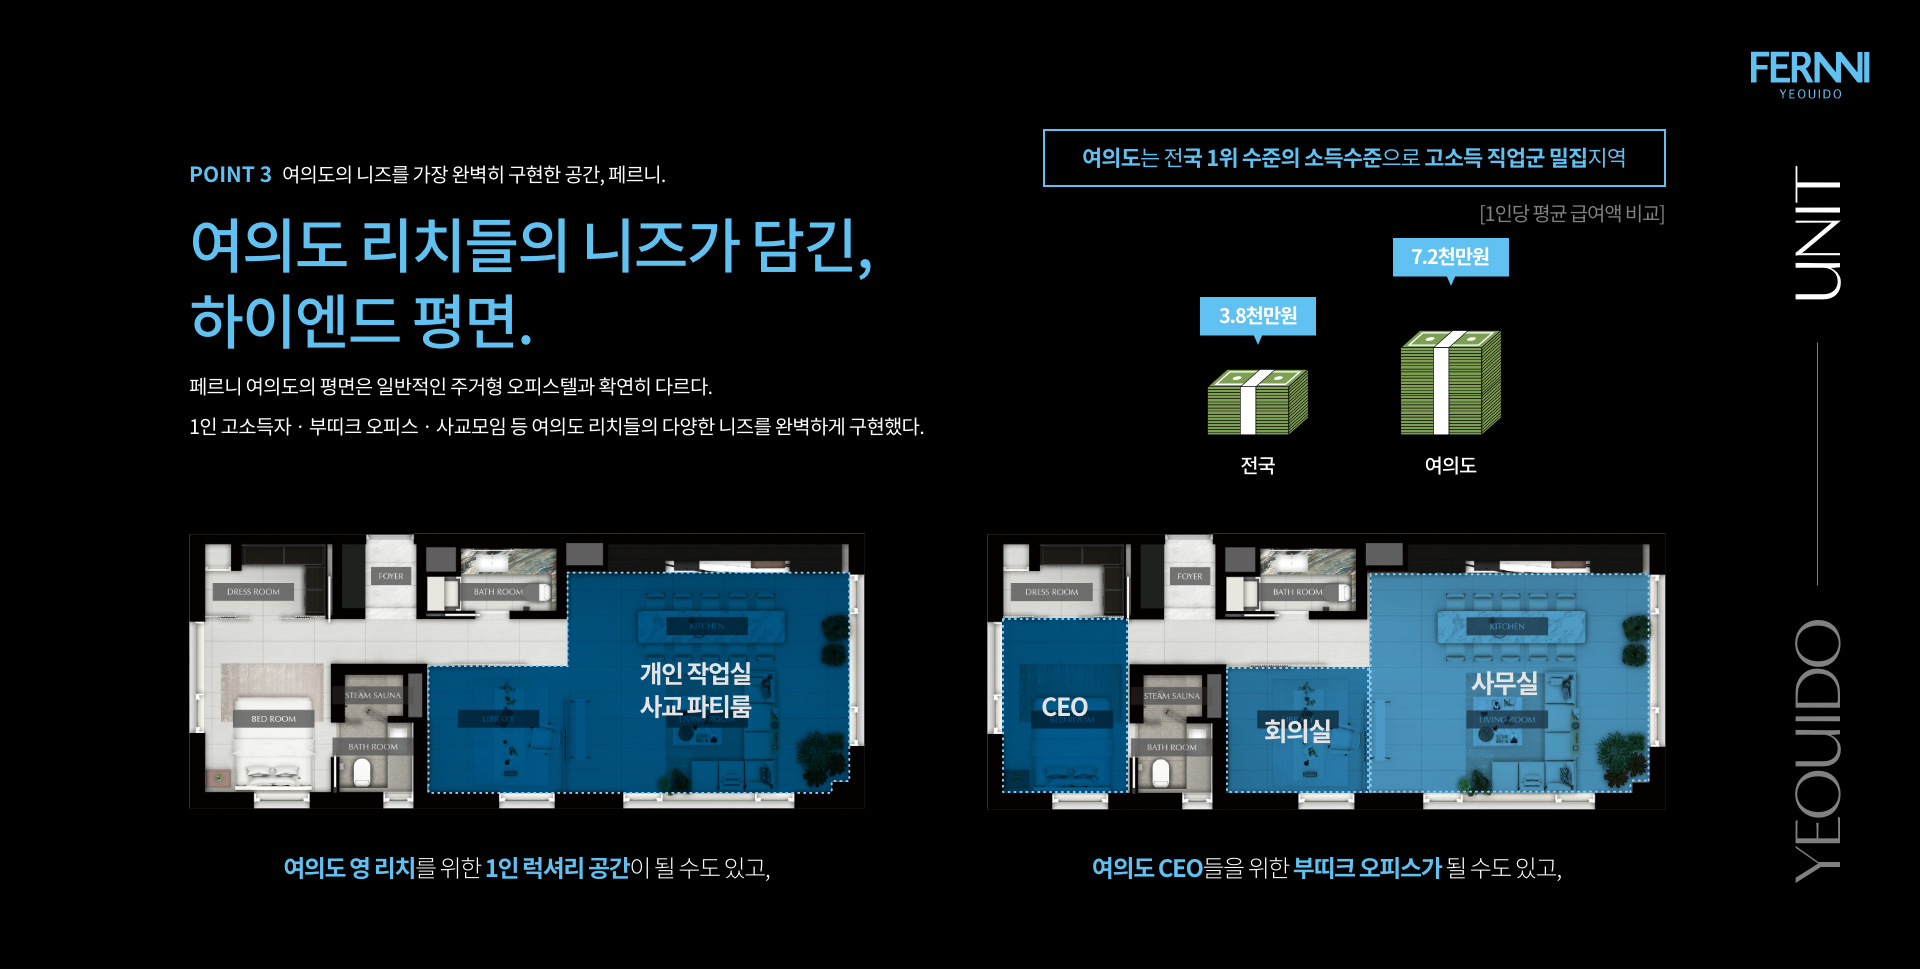 FERNNI
YEOUIDO
POINT 3 여의도의 니즈를 가장 완벽히 구현한 공간, 페르니.
여의도 리치들의 니즈가 담긴,
하이엔드 평면.
페르니 여의도의 평면은 일반적인 주거형 오피스텔과 확연히 다르다.
1인 고소득자 · 부띠크 오피스 · 사교모임 등 여의도 리치들의 다양한 니즈를 완벽하게 구현했다.
여의도는 전국 1위 수준의 소득수준으로 고소득 직업군 밀집지역
[1인당 평균 급여액 비교]
7.2천만원
3.8천만원
전국
여의도
UNIT
YEOUIDO
DRESS ROOM
FOYER
BATH ROOM
KITCHEN
개인 작업실
사교 파티룸
STEAM SAUNA
BED ROOM
LIBRARY
LIVING ROOM
BATH ROOM
여의도 영 리치를 위한 1인 럭셔리 공간이 될 수도 있고,
DRESS ROOM
FOYER
BATH ROOM
KITCHEN
사무실
STEAM SAUNA
CEO
BED ROOM
회의실
LIVING ROOM
BATH ROOM
여의도 CEO들을 위한 부띠크 오피스가 될 수도 있고,